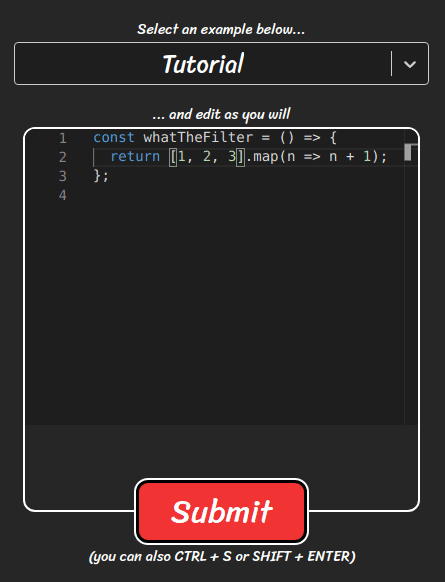 Select an example below...
Tutorial
... and edit as you will
1 const whatTheFilter = () => {
2   return [1, 2, 3].map(n => n + 1);
3 };
4
Submit
(you can also CTRL + S or SHIFT + ENTER)